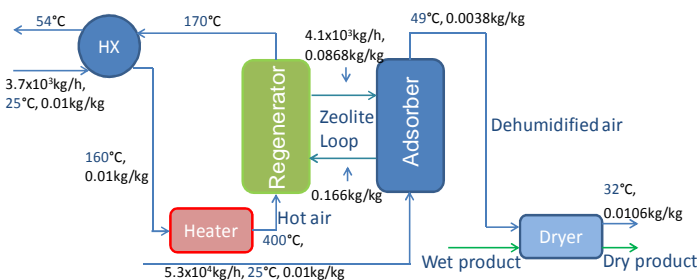 54°C
HX
170°C
3.7x10³kg/h,
25°C, 0.01kg/kg
4.1x10³kg/h,
0.0868kg/kg
49°C, 0.0038kg/kg
Regenerator
Zeolite
Loop
Adsorber
0.166kg/kg
Dehumidified air
160°C,
0.01kg/kg
Heater
Hot air
400°C,
5.3x10⁴kg/h, 25°C, 0.01kg/kg
32°C,
0.0106kg/kg
Dryer
Wet product
Dry product